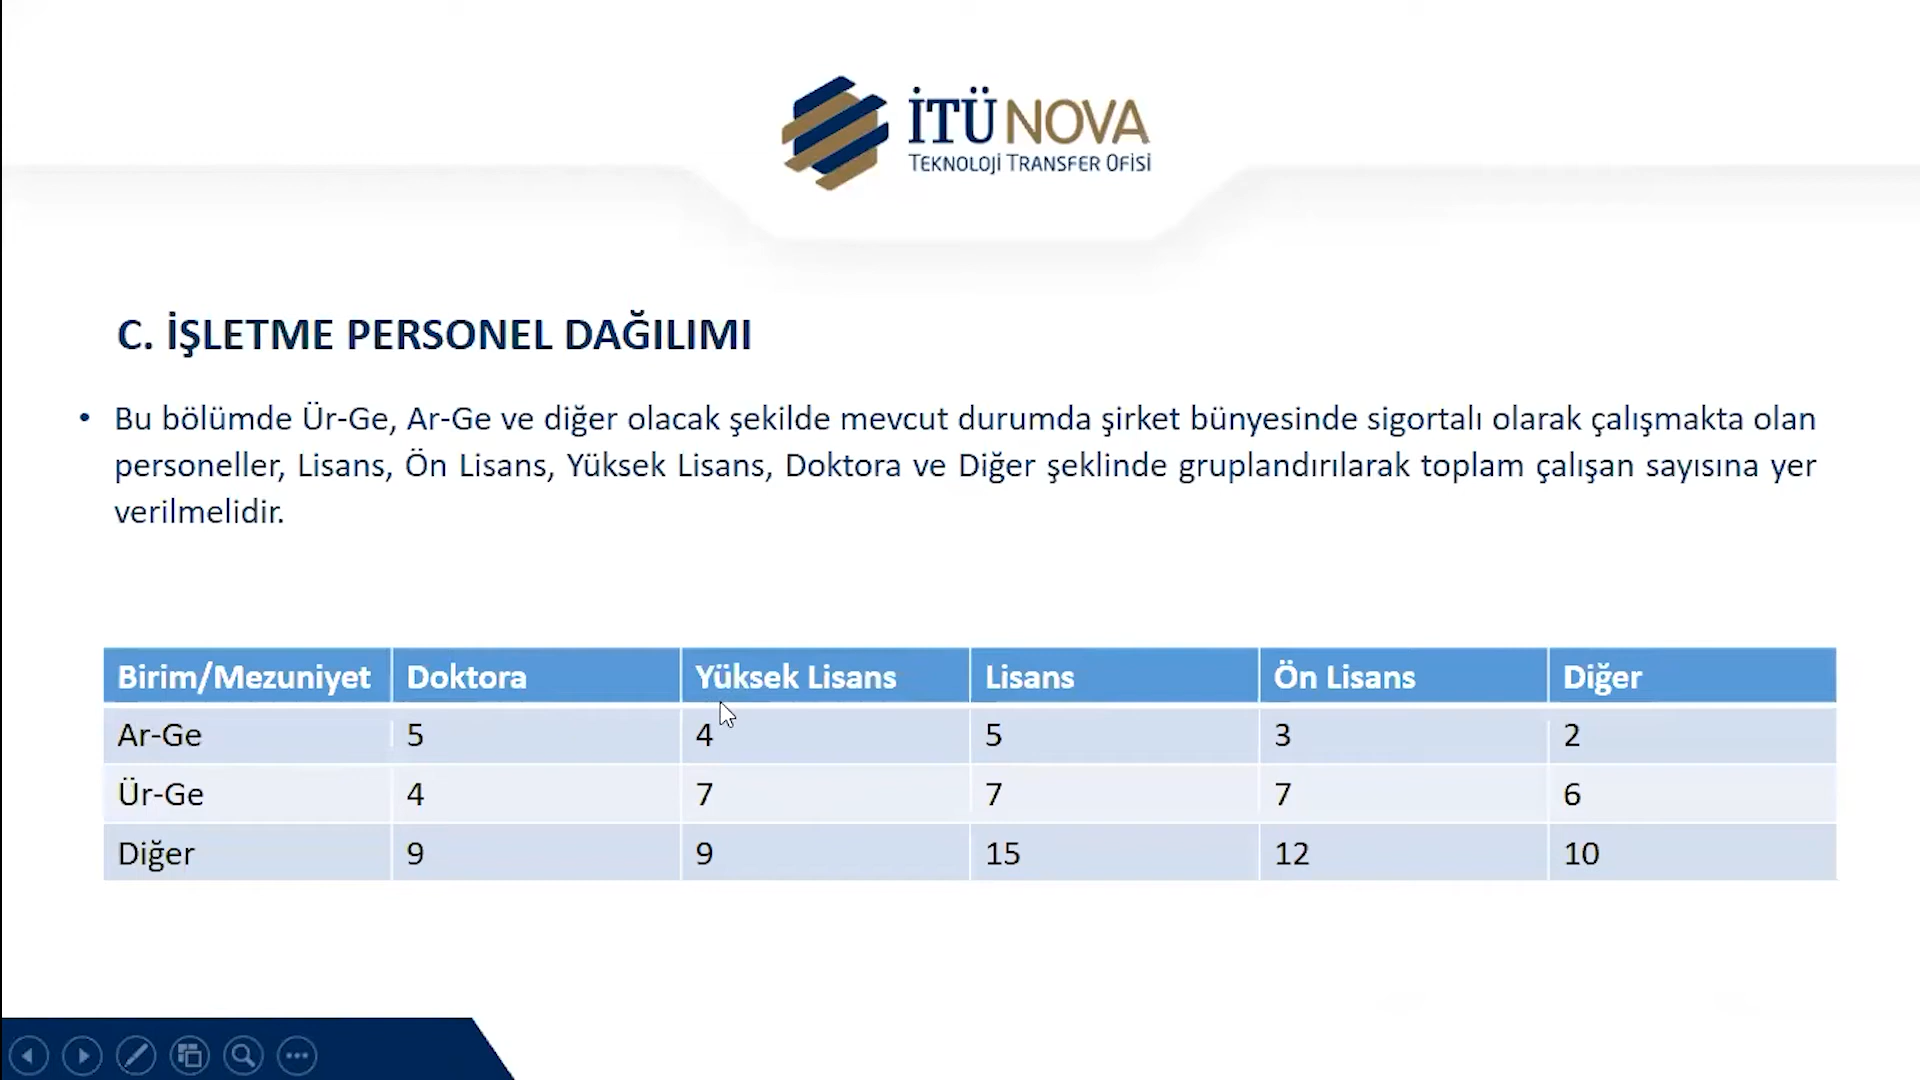 İTÜ NOVA
TEKNOLOJİ TRANSFER OFİSİ
C. İŞLETME PERSONEL DAĞILIMI
• Bu bölümde Ür-Ge, Ar-Ge ve diğer olacak şekilde mevcut durumda şirket bünyesinde sigortalı olarak çalışmakta olan
personeller, Lisans, Ön Lisans, Yüksek Lisans, Doktora ve Diğer şeklinde gruplandırılarak toplam çalışan sayısına yer
verilmelidir.
Birim/Mezuniyet Doktora Yüksek Lisans Lisans Ön Lisans Diğer
Ar-Ge 5 4 5 3 2
Ür-Ge 4 7 7 7 6
Diğer 9 9 15 12 10